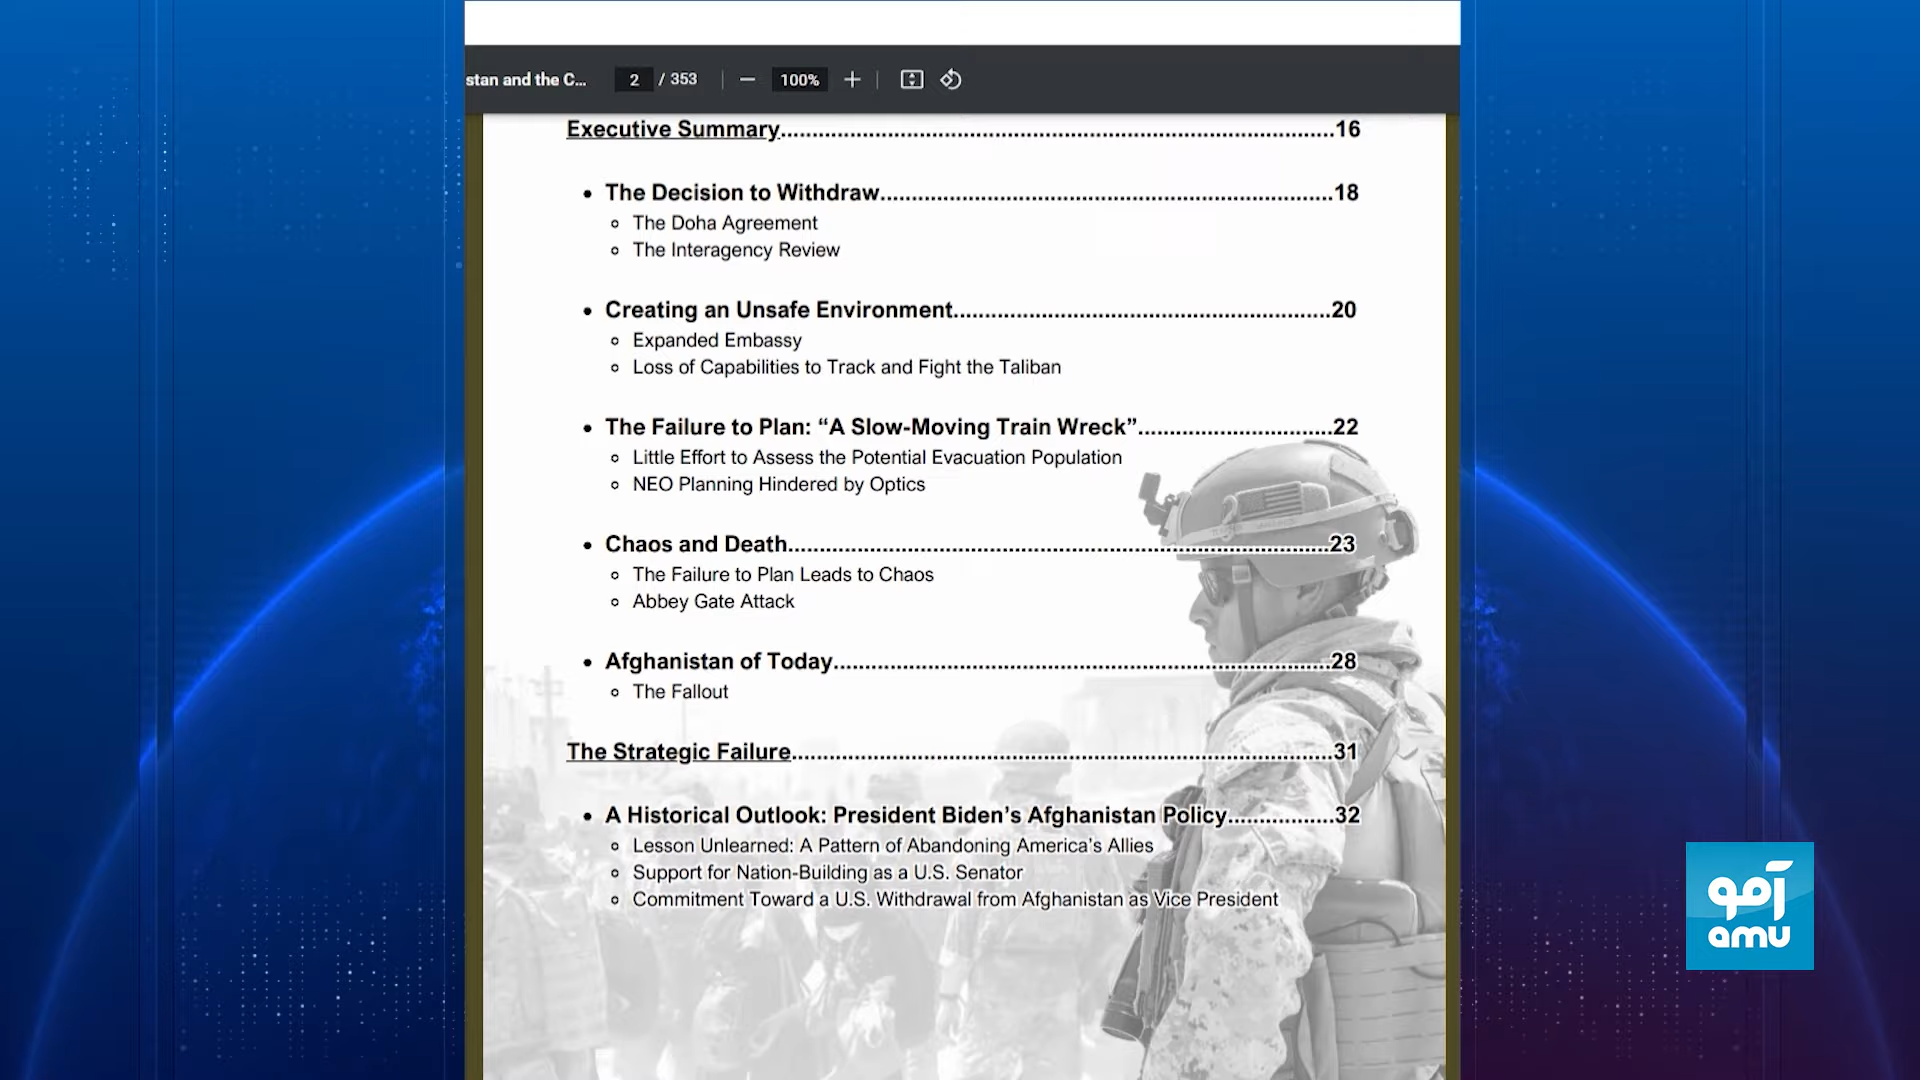 stan and the C... 2 / 353 100%
Executive Summary.....16
• The Decision to Withdraw.....18
The Doha Agreement
The Interagency Review
• Creating an Unsafe Environment.....20
Expanded Embassy
Loss of Capabilities to Track and Fight the Taliban
• The Failure to Plan: “A Slow-Moving Train Wreck”.....22
Little Effort to Assess the Potential Evacuation Population
NEO Planning Hindered by Optics
• Chaos and Death.....23
The Failure to Plan Leads to Chaos
Abbey Gate Attack
• Afghanistan of Today.....28
The Fallout
The Strategic Failure.....31
• A Historical Outlook: President Biden’s Afghanistan Policy.....32
Lesson Unlearned: A Pattern of Abandoning America’s Allies
Support for Nation-Building as a U.S. Senator
Commitment Toward a U.S. Withdrawal from Afghanistan as Vice President
آمو
amu